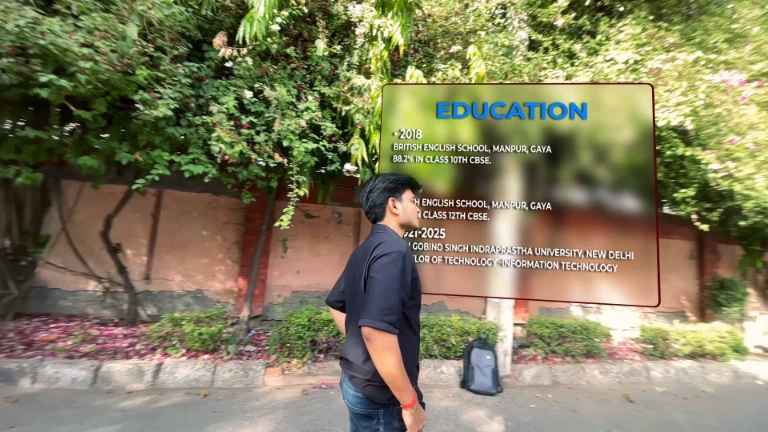 EDUCATION
• 2018
BRITISH ENGLISH SCHOOL, MANPUR, GAYA
88.2% IN CLASS 10TH CBSE.
ENGLISH SCHOOL, MANPUR, GAYA
CLASS 12TH CBSE.
-2025
GOBIND SINGH INDRAPRASTHA UNIVERSITY, NEW DELHI
OF TECHNOLOGY - INFORMATION TECHNOLOGY